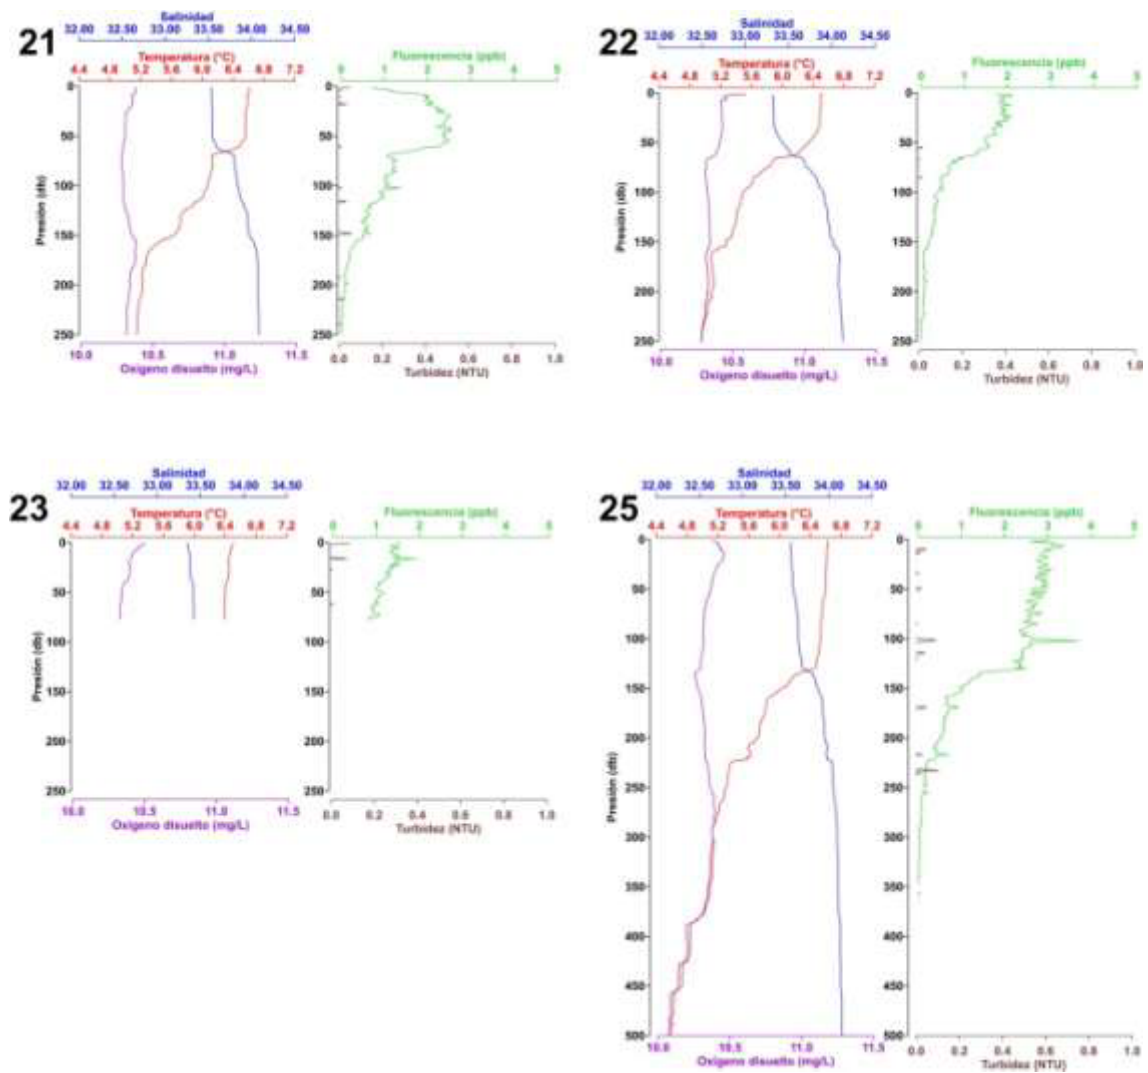 21
Salinidad
32.00 32.50 33.00 33.50 34.00 34.50
Temperatura (°C)
4.4 4.8 5.2 5.6 6.0 6.4 6.8 7.2
Fluorescencia (ppb)
0 1 2 3 4 5
Presión (db)
0
50
100
150
200
250
10.0 10.5 11.0 11.5
Oxígeno disuelto (mg/L)
0.0 0.2 0.4 0.6 0.8 1.0
Turbidez (NTU)
22
Salinidad
32.00 32.50 33.00 33.50 34.00 34.50
Temperatura (°C)
4.4 4.8 5.2 5.6 6.0 6.4 6.8 7.2
Fluorescencia (ppb)
0 1 2 3 4 5
Presión (db)
0
50
100
150
200
250
10.0 10.5 11.0 11.5
Oxígeno disuelto (mg/L)
0.0 0.2 0.4 0.6 0.8 1.0
Turbidez (NTU)
23
Salinidad
32.00 32.50 33.00 33.50 34.00 34.50
Temperatura (°C)
4.4 4.8 5.2 5.6 6.0 6.4 6.8 7.2
Fluorescencia (ppb)
0 1 2 3 4 5
Presión (db)
0
50
100
150
200
250
10.0 10.5 11.0 11.5
Oxígeno disuelto (mg/L)
0.0 0.2 0.4 0.6 0.8 1.0
Turbidez (NTU)
25
Salinidad
32.00 32.50 33.00 33.50 34.00 34.50
Temperatura (°C)
4.4 4.8 5.2 5.6 6.0 6.4 6.8 7.2
Fluorescencia (ppb)
0 1 2 3 4 5
Presión (db)
0
50
100
150
200
250
300
350
400
450
500
10.0 10.5 11.0 11.5
Oxígeno disuelto (mg/L)
0.0 0.2 0.4 0.6 0.8 1.0
Turbidez (NTU)